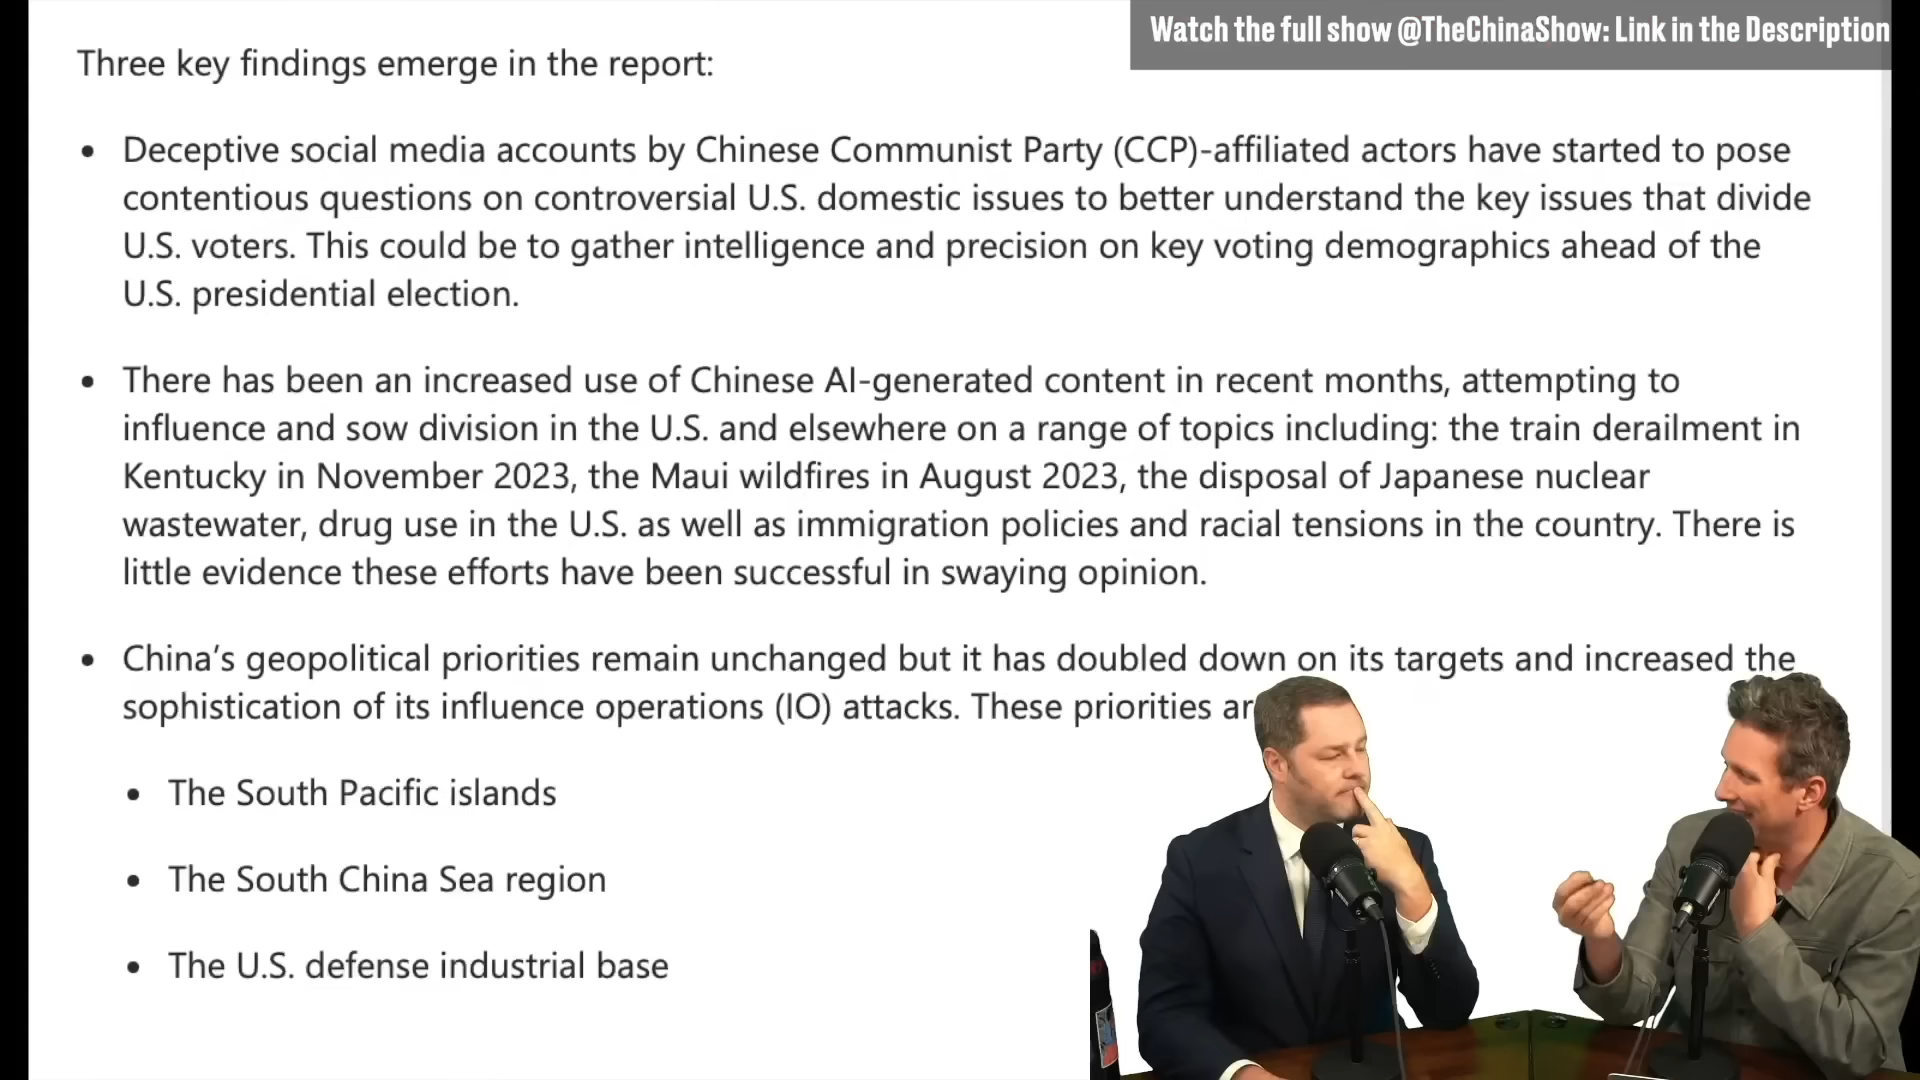 Watch the full show @TheChinaShow: Link in the Description
Three key findings emerge in the report:
• Deceptive social media accounts by Chinese Communist Party (CCP)-affiliated actors have started to pose
contentious questions on controversial U.S. domestic issues to better understand the key issues that divide
U.S. voters. This could be to gather intelligence and precision on key voting demographics ahead of the
U.S. presidential election.
• There has been an increased use of Chinese AI-generated content in recent months, attempting to
influence and sow division in the U.S. and elsewhere on a range of topics including: the train derailment in
Kentucky in November 2023, the Maui wildfires in August 2023, the disposal of Japanese nuclear
wastewater, drug use in the U.S. as well as immigration policies and racial tensions in the country. There is
little evidence these efforts have been successful in swaying opinion.
• China’s geopolitical priorities remain unchanged but it has doubled down on its targets and increased the
sophistication of its influence operations (IO) attacks. These priorities ar
• The South Pacific islands
• The South China Sea region
• The U.S. defense industrial base